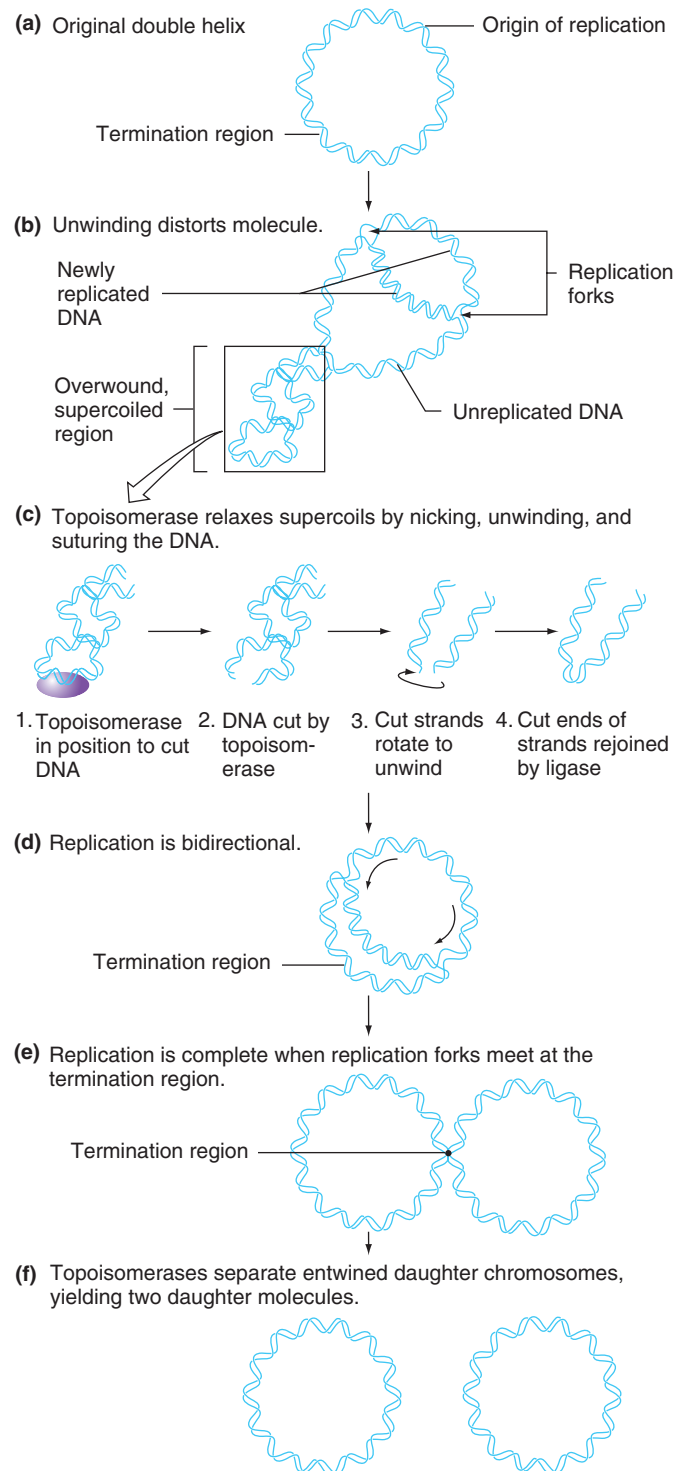 (a) Original double helix
Origin of replication
Termination region
(b) Unwinding distorts molecule.
Newly
replicated
DNA
Replication
forks
Overwound,
supercoiled
region
Unreplicated DNA
(c) Topoisomerase relaxes supercoils by nicking, unwinding, and
suturing the DNA.
1. Topoisomerase
in position to cut
DNA
2. DNA cut by
topoisom-
erase
3. Cut strands
rotate to
unwind
4. Cut ends of
strands rejoined
by ligase
(d) Replication is bidirectional.
Termination region
(e) Replication is complete when replication forks meet at the
termination region.
Termination region
(f) Topoisomerases separate entwined daughter chromosomes,
yielding two daughter molecules.